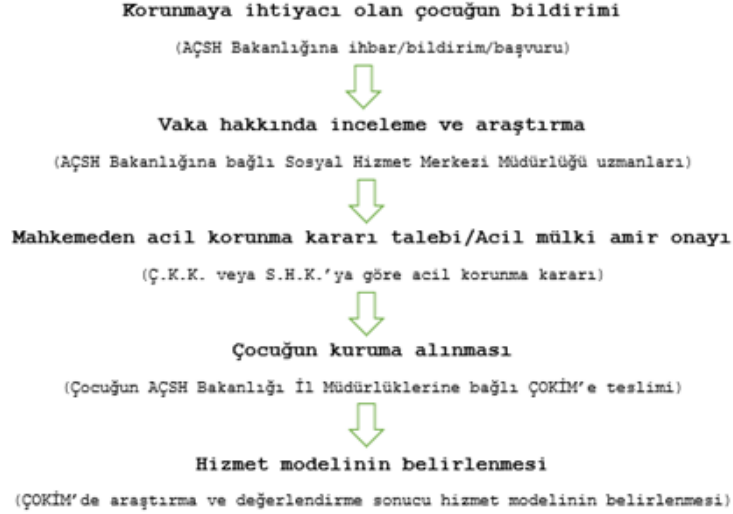 Korunmaya ihtiyacı olan çocuğun bildirimi
(AÇSH Bakanlığına ihbar/bildirim/başvuru)
Vaka hakkında inceleme ve araştırma
(AÇSH Bakanlığına bağlı Sosyal Hizmet Merkezi Müdürlüğü uzmanları)
Mahkemeden acil korunma kararı talebi/Acil mülki amir onayı
(Ç.K.K. veya S.H.K.’ya göre acil korunma kararı)
Çocuğun kuruma alınması
(Çocuğun AÇSH Bakanlığı İl Müdürlüklerine bağlı ÇOKİM’e teslimi)
Hizmet modelinin belirlenmesi
(ÇOKİM’de araştırma ve değerlendirme sonucu hizmet modelinin belirlenmesi)